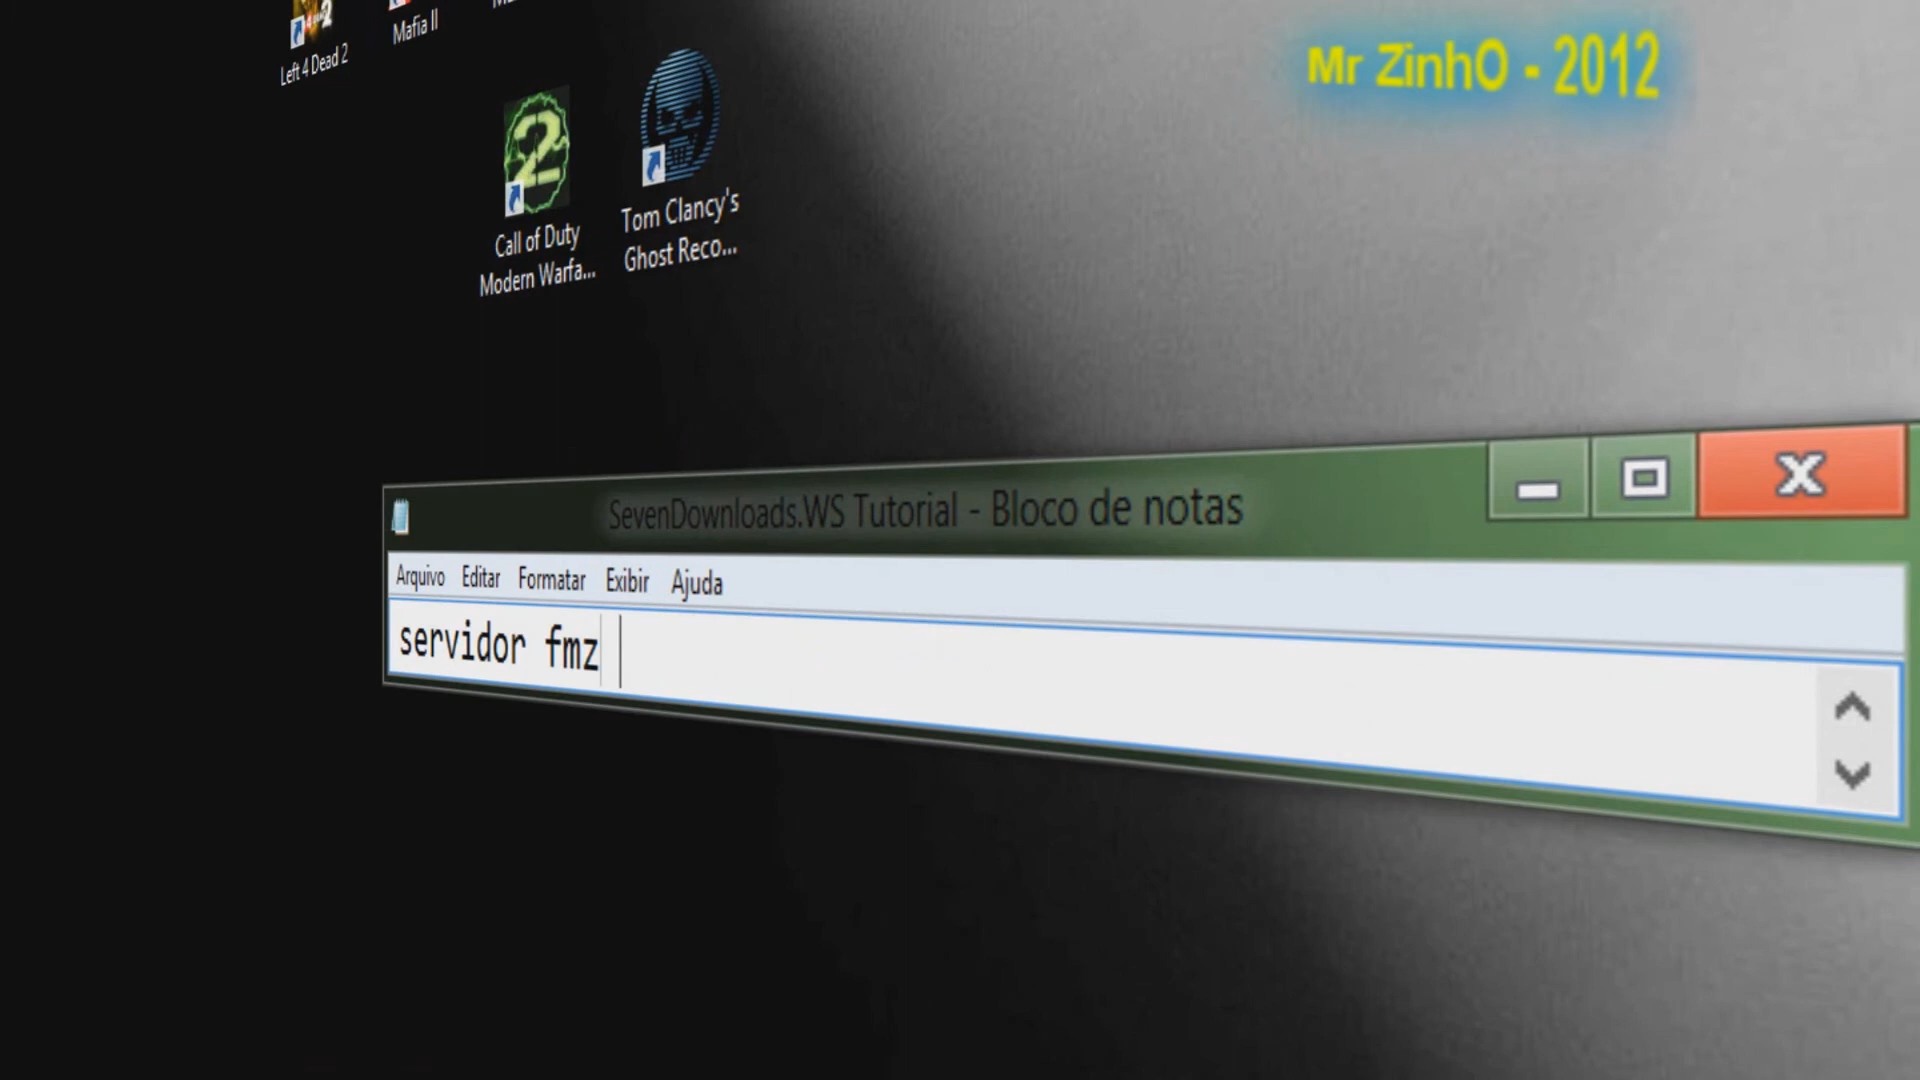 Left 4 Dead 2
Mafia II
Mr ZinhO - 2012
2
Call of Duty
Modern Warfa...
Tom Clancy's
Ghost Reco...
SevenDownloads.WS Tutorial - Bloco de notas
Arquivo Editar Formatar Exibir Ajuda
servidor fmz